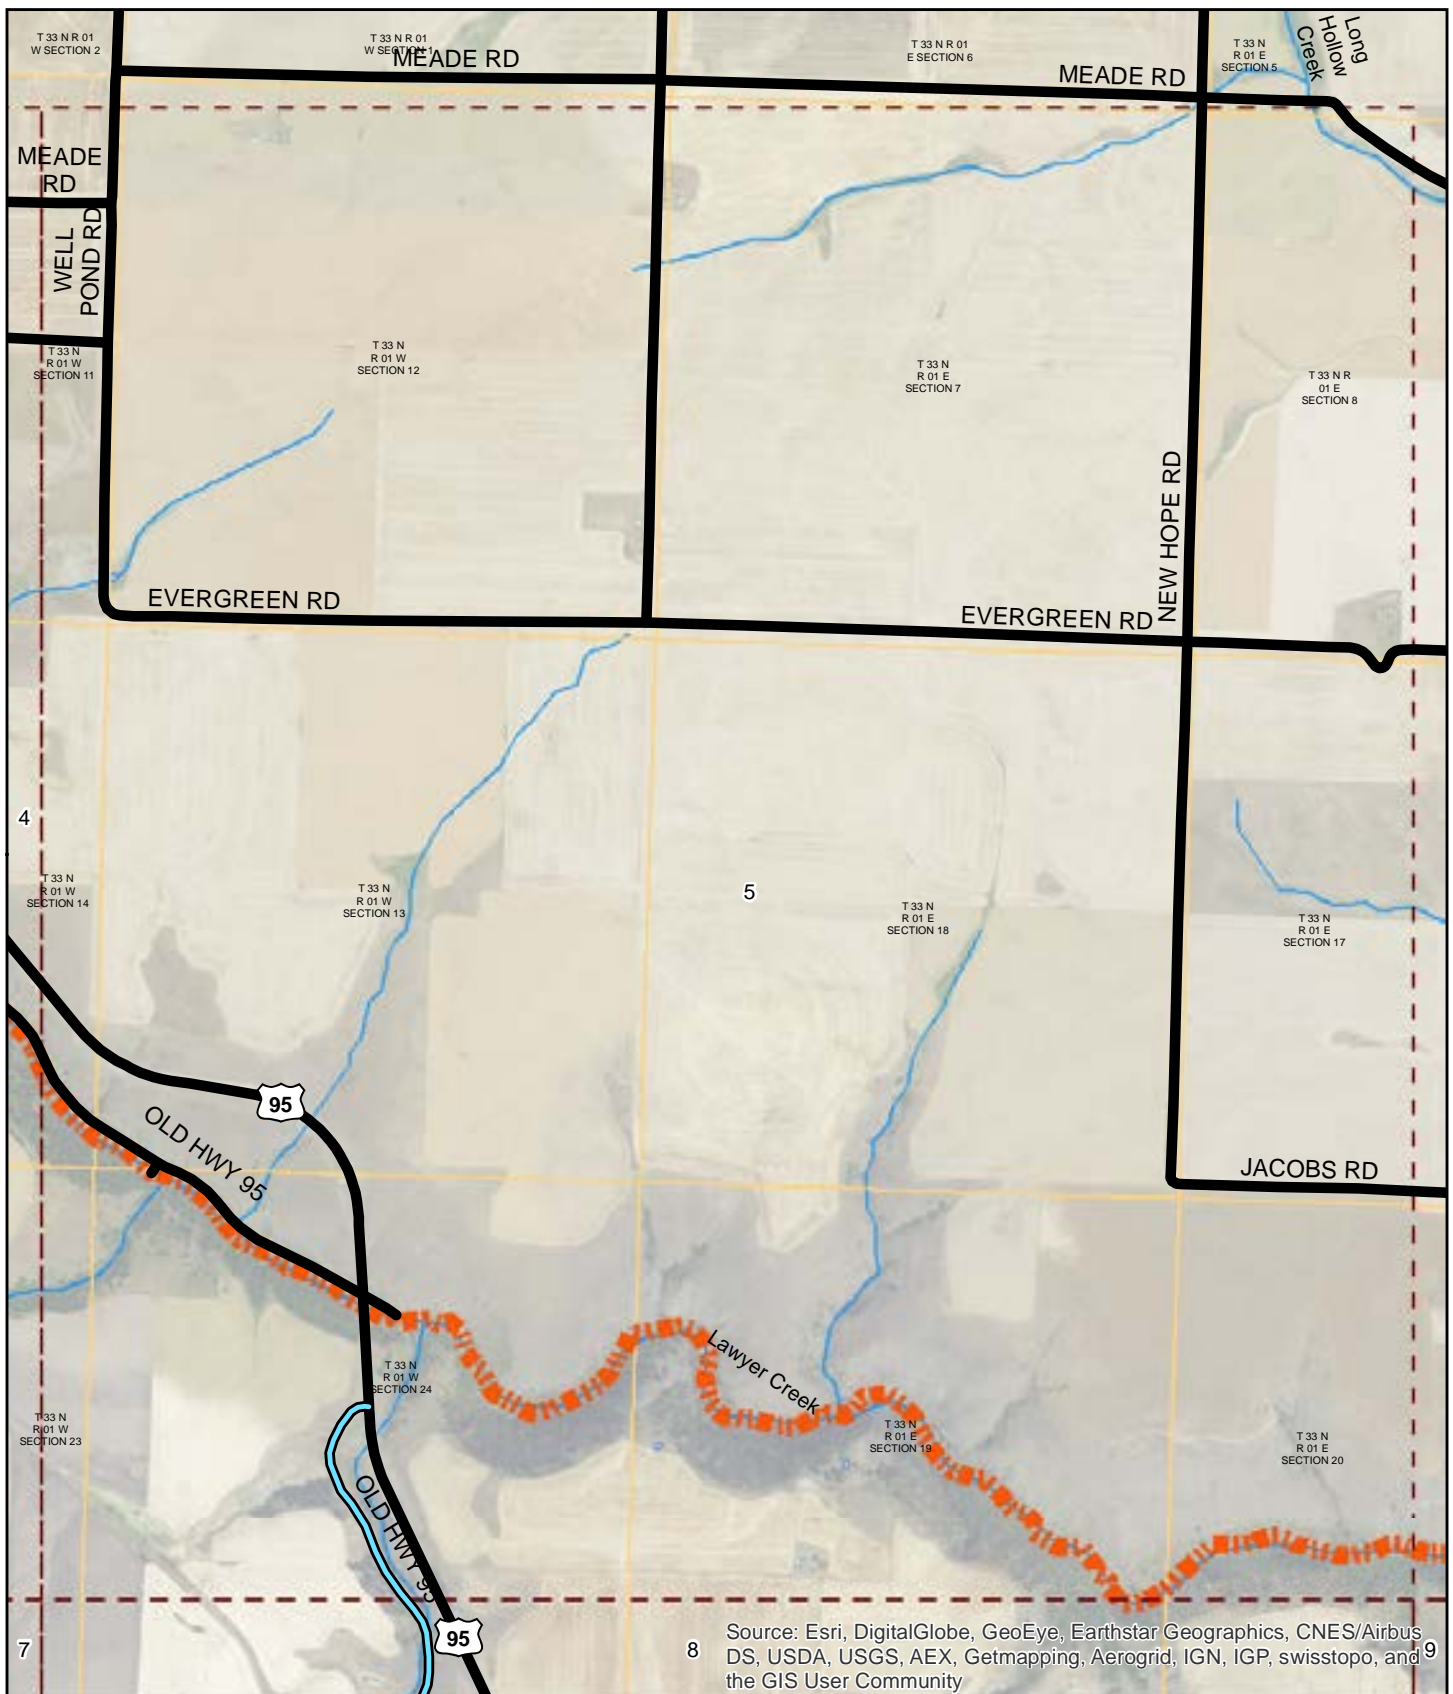 T 33 N R 01
W SECTION 2
T 33 N R 01
W SECTION 1
MEADE RD
T 33 N R 01
E SECTION 6
MEADE RD
T 33 N
R 01 E
SECTION 5
Long
Hollow
Creek
MEADE
RD
WELL
POND RD
T 33 N
R 01 W
SECTION 11
T 33 N
R 01 W
SECTION 12
T 33 N
R 01 E
SECTION 7
T 33 N R
01 E
SECTION 8
NEW HOPE RD
EVERGREEN RD
EVERGREEN RD
4
T 33 N
R 01 W
SECTION 14
T 33 N
R 01 W
SECTION 13
5
T 33 N
R 01 E
SECTION 18
T 33 N
R 01 E
SECTION 17
95
OLD HWY 95
JACOBS RD
Lawyer Creek
T 33 N
R 01 W
SECTION 24
T 33 N
R 01 W
SECTION 23
T 33 N
R 01 E
SECTION 19
T 33 N
R 01 E
SECTION 20
OLD HWY 95
95
7
8
9
Source: Esri, DigitalGlobe, GeoEye, Earthstar Geographics, CNES/Airbus
DS, USDA, USGS, AEX, Getmapping, Aerogrid, IGN, IGP, swisstopo, and
the GIS User Community